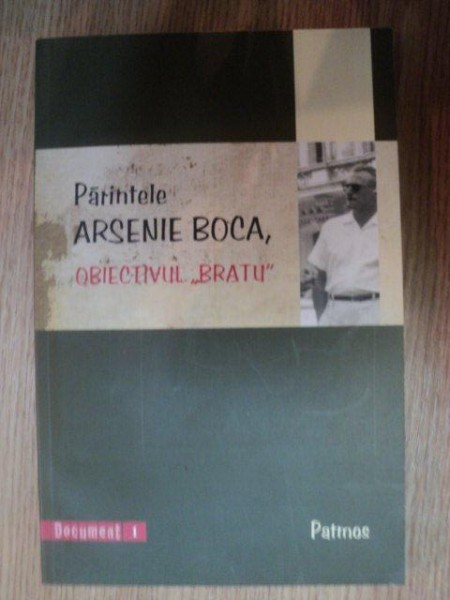 Părintele
ARSENIE BOCA,
OBIECTIVUL „BRATU"
Document 1
Patmos